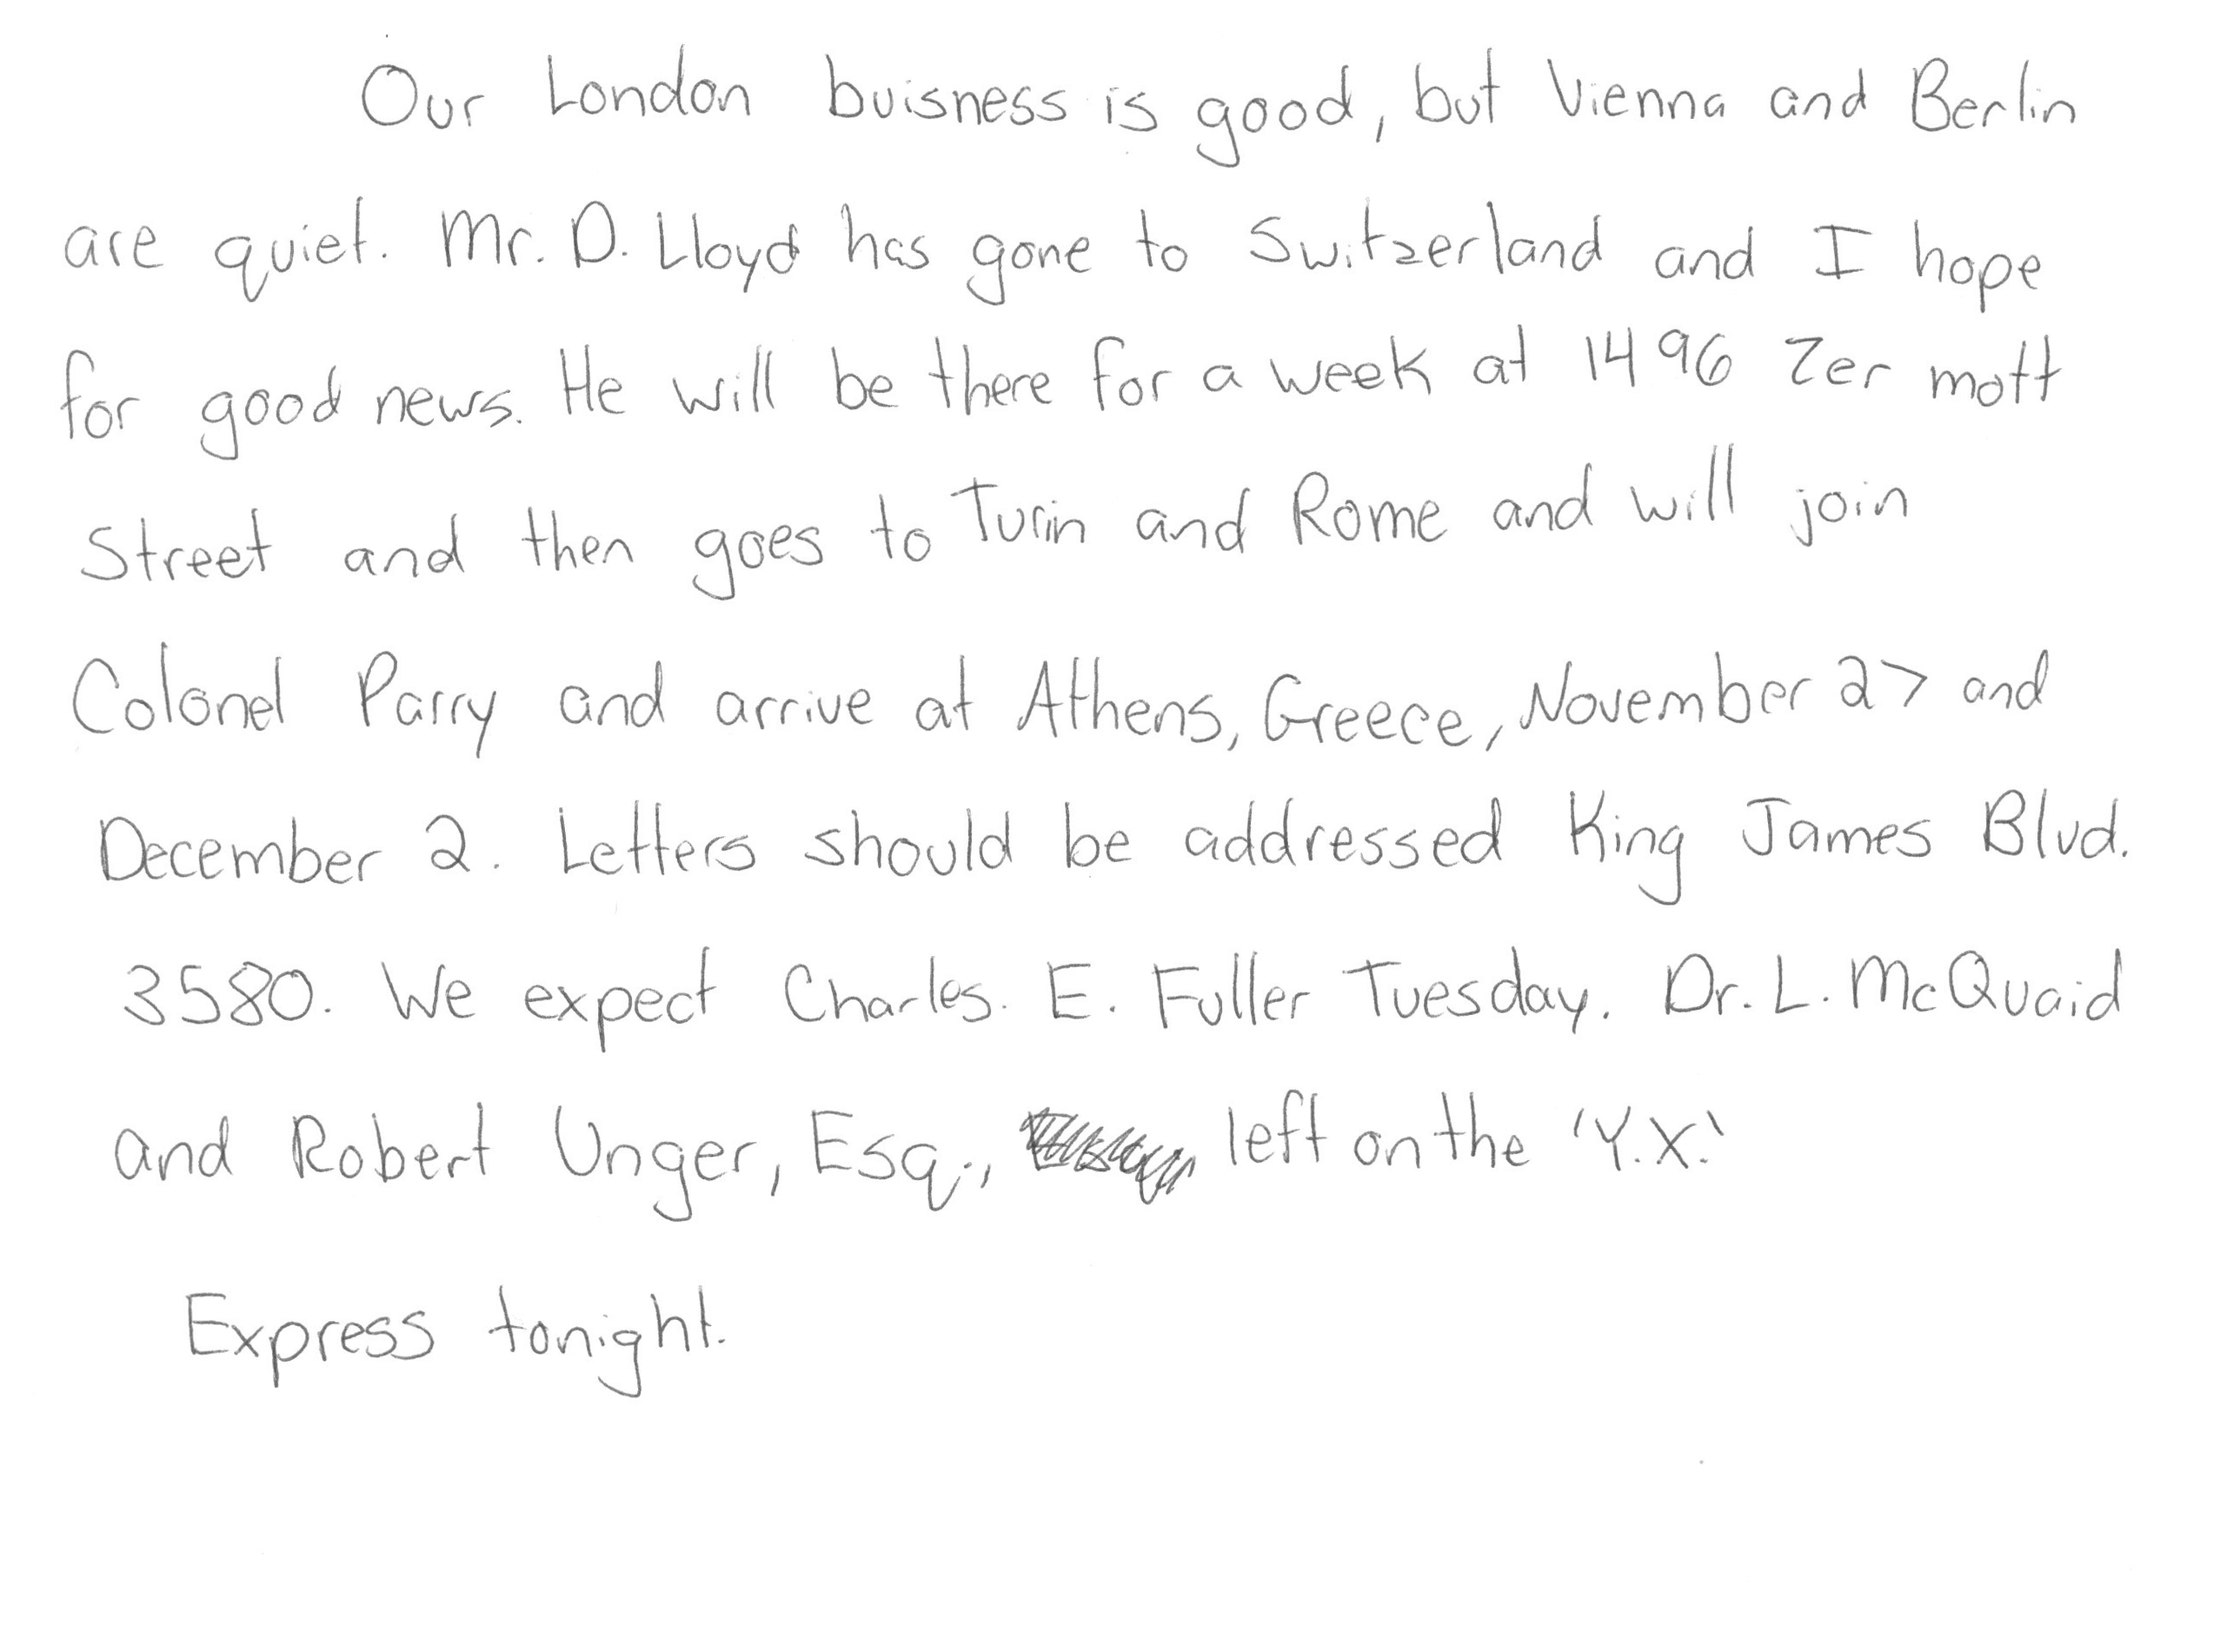 Our London buisness is good, but Vienna and Berlin
are quiet. Mr. D. Lloyd has gone to Switzerland and I hope
for good news. He will be there for a week at 1496 Zer mott
Street and then goes to Turin and Rome and will join
Colonel Parry and arrive at Athens, Greece, November 27 and
December 2. Letters should be addressed King James Blvd.
3580. We expect Charles. E. Fuller Tuesday. Dr. L. McQuaid
and Robert Unger, Esq., left on the 'Y.X.'
Express tonight.